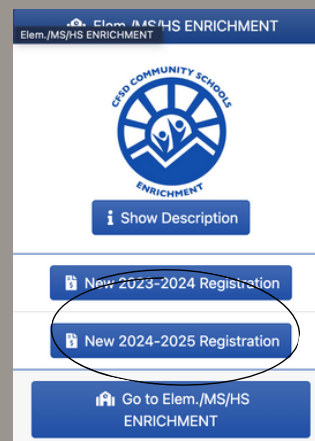 Elem./MS/HS ENRICHMENT
Elem./MS/HS ENRICHMENT
CFSD COMMUNITY SCHOOLS
ENRICHMENT
Show Description
New 2023-2024 Registration
New 2024-2025 Registration
Go to Elem./MS/HS
ENRICHMENT